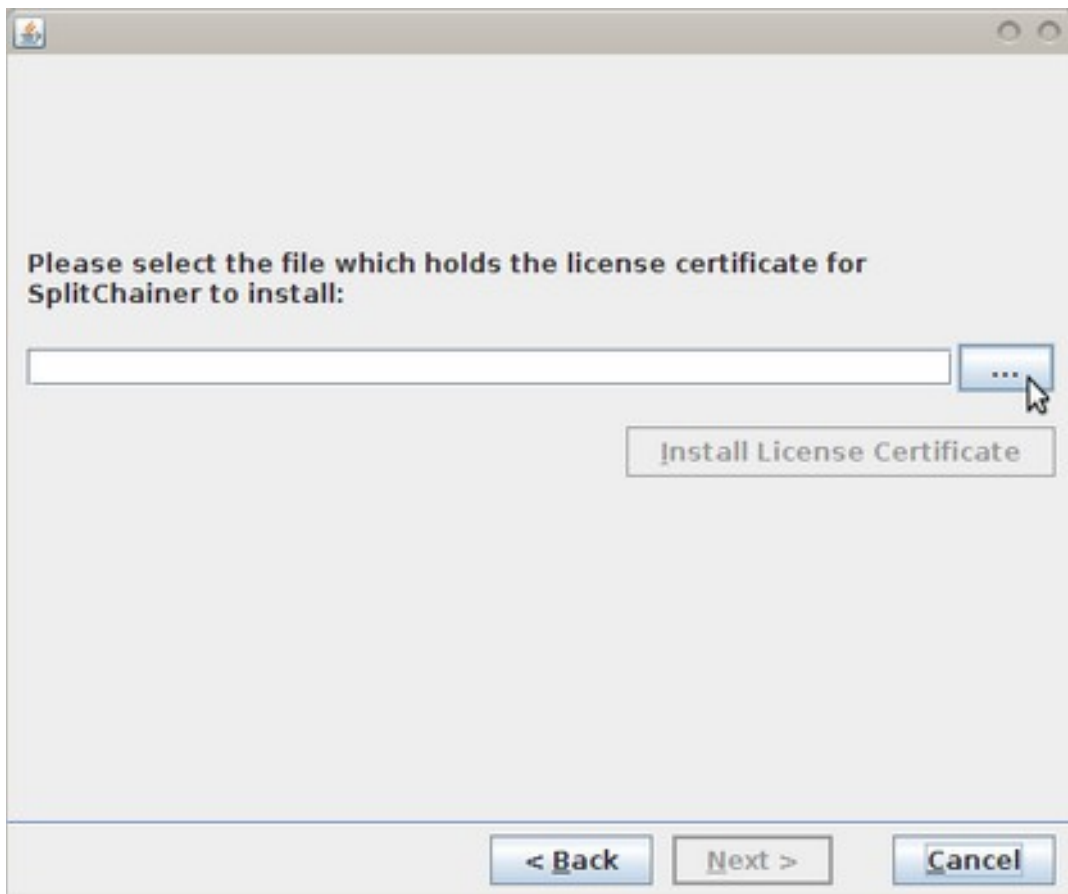 Please select the file which holds the license certificate for
SplitChainer to install:
...
Install License Certificate
< Back
Next >
Cancel